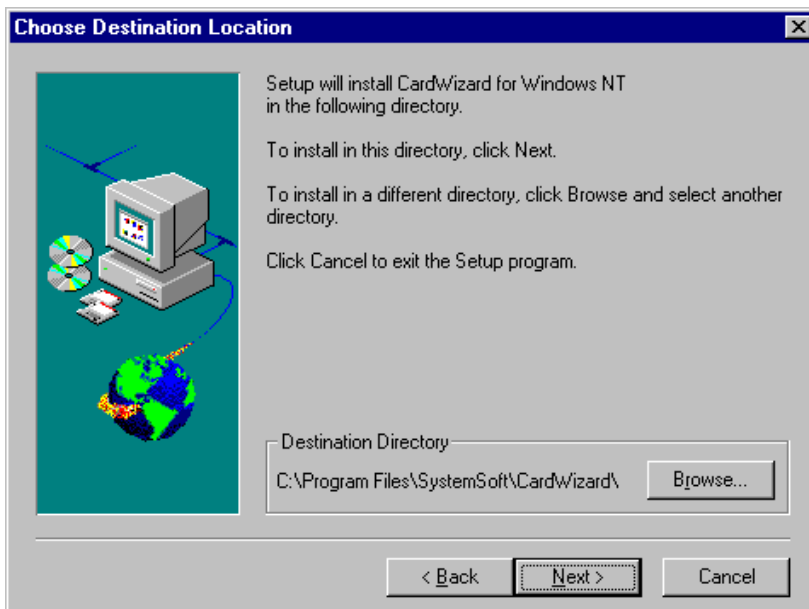 Choose Destination Location
Setup will install CardWizard for Windows NT
in the following directory.
To install in this directory, click Next.
To install in a different directory, click Browse and select another
directory.
Click Cancel to exit the Setup program.
Destination Directory
C:\Program Files\SystemSoft\CardWizard\
Browse...
< Back
Next >
Cancel